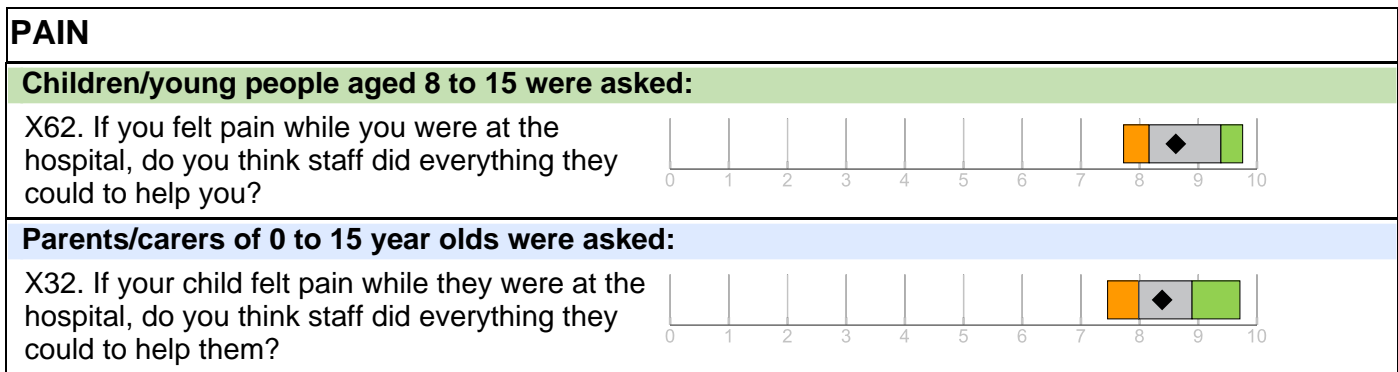 PAIN
Children/young people aged 8 to 15 were asked:
X62. If you felt pain while you were at the
hospital, do you think staff did everything they
could to help you?
0 1 2 3 4 5 6 7 8 9 10
Parents/carers of 0 to 15 year olds were asked:
X32. If your child felt pain while they were at the
hospital, do you think staff did everything they
could to help them?
0 1 2 3 4 5 6 7 8 9 10